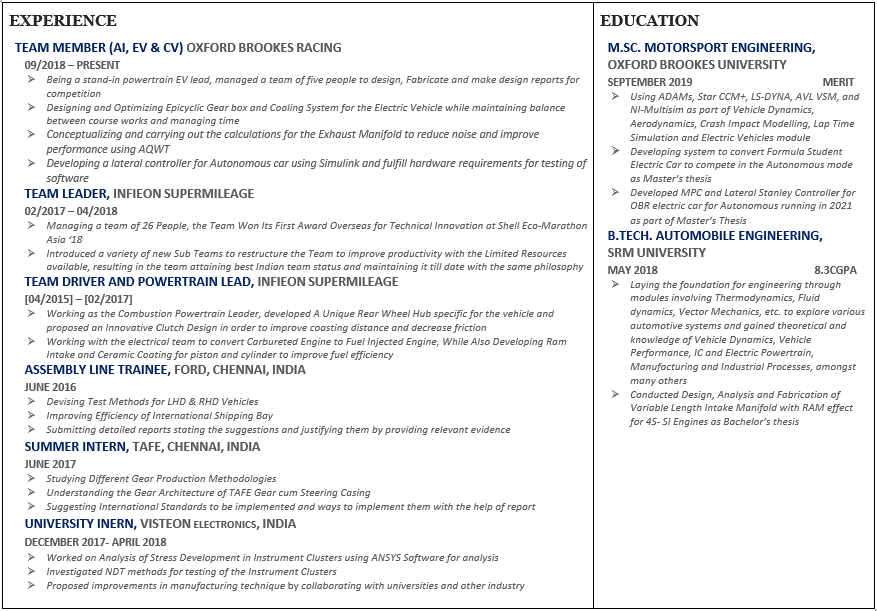 EXPERIENCE
TEAM MEMBER (AI, EV & CV) OXFORD BROOKES RACING
09/2018 – PRESENT
➢ Being a stand-in powertrain EV lead, managed a team of five people to design, Fabricate and make design reports for
competition
➢ Designing and Optimizing Epicyclic Gear box and Cooling System for the Electric Vehicle while maintaining balance
between course works and managing time
➢ Conceptualizing and carrying out the calculations for the Exhaust Manifold to reduce noise and improve
performance using AQWT
➢ Developing a lateral controller for Autonomous car using Simulink and fulfill hardware requirements for testing of
software
TEAM LEADER, INFIEON SUPERMILEAGE
02/2017 – 04/2018
➢ Managing a team of 26 People, the Team Won Its First Award Overseas for Technical Innovation at Shell Eco-Marathon
Asia ‘18
➢ Introduced a variety of new Sub Teams to restructure the Team to improve productivity with the Limited Resources
available, resulting in the team attaining best Indian team status and maintaining it till date with the same philosophy
TEAM DRIVER AND POWERTRAIN LEAD, INFIEON SUPERMILEAGE
[04/2015] – [02/2017]
➢ Working as the Combustion Powertrain Leader, developed A Unique Rear Wheel Hub specific for the vehicle and
proposed an Innovative Clutch Design in order to improve coasting distance and decrease friction
➢ Working with the electrical team to convert Carbureted Engine to Fuel Injected Engine, While Also Developing Ram
Intake and Ceramic Coating for piston and cylinder to improve fuel efficiency
ASSEMBLY LINE TRAINEE, FORD, CHENNAI, INDIA
JUNE 2016
➢ Devising Test Methods for LHD & RHD Vehicles
➢ Improving Efficiency of International Shipping Bay
➢ Submitting detailed reports stating the suggestions and justifying them by providing relevant evidence
SUMMER INTERN, TAFE, CHENNAI, INDIA
JUNE 2017
➢ Studying Different Gear Production Methodologies
➢ Understanding the Gear Architecture of TAFE Gear cum Steering Casing
➢ Suggesting International Standards to be implemented and ways to implement them with the help of report
UNIVERSITY INERN, VISTEON ELECTRONICS, INDIA
DECEMBER 2017- APRIL 2018
➢ Worked on Analysis of Stress Development in Instrument Clusters using ANSYS Software for analysis
➢ Investigated NDT methods for testing of the Instrument Clusters
➢ Proposed improvements in manufacturing technique by collaborating with universities and other industry
EDUCATION
M.SC. MOTORSPORT ENGINEERING,
OXFORD BROOKES UNIVERSITY
SEPTEMBER 2019 MERIT
➢ Using ADAMs, Star CCM+, LS-DYNA, AVL VSM, and
NI-Multisim as part of Vehicle Dynamics,
Aerodynamics, Crash Impact Modelling, Lap Time
Simulation and Electric Vehicles module
➢ Developing system to convert Formula Student
Electric Car to compete in the Autonomous mode
as Master’s thesis
➢ Developed MPC and Lateral Stanley Controller for
OBR electric car for Autonomous running in 2021
as part of Master’s Thesis
B.TECH. AUTOMOBILE ENGINEERING,
SRM UNIVERSITY
MAY 2018 8.3CGPA
➢ Laying the foundation for engineering through
modules involving Thermodynamics, Fluid
dynamics, Vector Mechanics, etc. to explore various
automotive systems and gained theoretical and
knowledge of Vehicle Dynamics, Vehicle
Performance, IC and Electric Powertrain,
Manufacturing and Industrial Processes, amongst
many others
➢ Conducted Design, Analysis and Fabrication of
Variable Length Intake Manifold with RAM effect
for 4S- SI Engines as Bachelor’s thesis